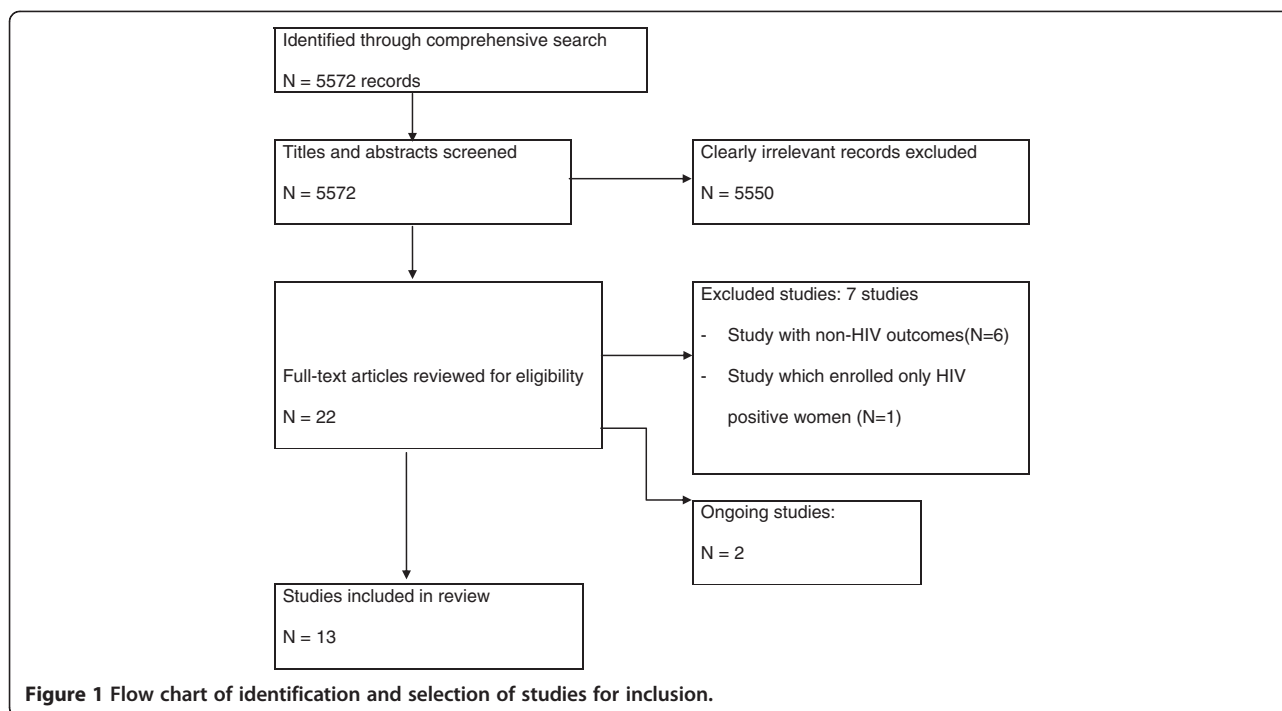 Identified through comprehensive search
N = 5572 records
Titles and abstracts screened
N = 5572
Clearly irrelevant records excluded
N = 5550
Full-text articles reviewed for eligibility
N = 22
Excluded studies: 7 studies
- Study with non-HIV outcomes(N=6)
- Study which enrolled only HIV
positive women (N=1)
Ongoing studies:
N = 2
Studies included in review
N = 13
Figure 1 Flow chart of identification and selection of studies for inclusion.